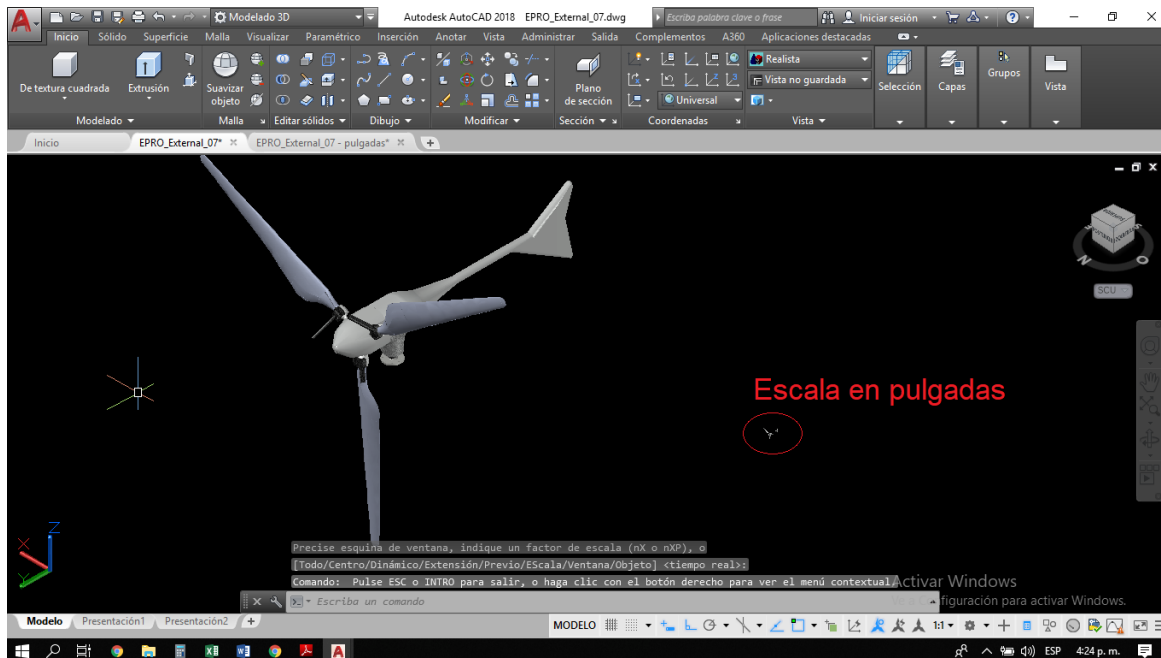 Modelado 3D
Autodesk AutoCAD 2018 EPRO_External_07.dwg
Escriba palabra clave o frase
Iniciar sesión
Inicio Sólido Superficie Malla Visualizar Paramétrico Inserción Anotar Vista Administrar Salida Complementos A360 Aplicaciones destacadas
De textura cuadrada
Extrusión
Suavizar
objeto
Plano
de sección
Universal
Realista
Vista no guardada
Selección
Capas
Grupos
Vista
Modelado Malla Editar sólidos Dibujo Modificar Sección Coordenadas Vista
Inicio EPRO_External_07* EPRO_External_07 - pulgadas*
N
O
SCU
Escala en pulgadas
Z
X
Y
Precise esquina de ventana, indique un factor de escala (nX o nXP), o
[Todo/Centro/Dinámico/Extensión/Previo/EScala/Ventana/Objeto] <tiempo real>:
Comando: Pulse ESC o INTRO para salir, o haga clic con el botón derecho para ver el menú contextual.
Activar Windows
figuración para activar Windows.
Escriba un comando
Modelo Presentación1 Presentación2
MODELO
1:1
ESP 4:24 p. m.